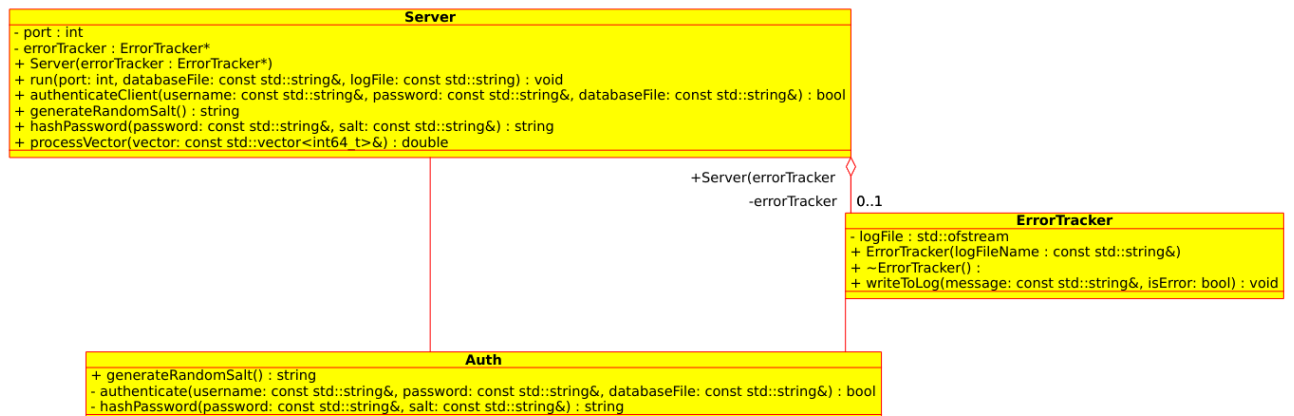 Server
- port : int
- errorTracker : ErrorTracker*
+ Server(errorTracker : ErrorTracker*)
+ run(port: int, databaseFile: const std::string&, logFile: const std::string) : void
+ authenticateClient(username: const std::string&, password: const std::string&, databaseFile: const std::string&) : bool
+ generateRandomSalt() : string
+ hashPassword(password: const std::string&, salt: const std::string&) : string
+ processVector(vector: const std::vector<int64_t>&) : double
+Server(errorTracker
-errorTracker 0..1
ErrorTracker
- logFile : std::ofstream
+ ErrorTracker(logFileName : const std::string&)
+ ~ErrorTracker() :
+ writeToLog(message: const std::string&, isError: bool) : void
Auth
+ generateRandomSalt() : string
- authenticate(username: const std::string&, password: const std::string&, databaseFile: const std::string&) : bool
- hashPassword(password: const std::string&, salt: const std::string&) : string